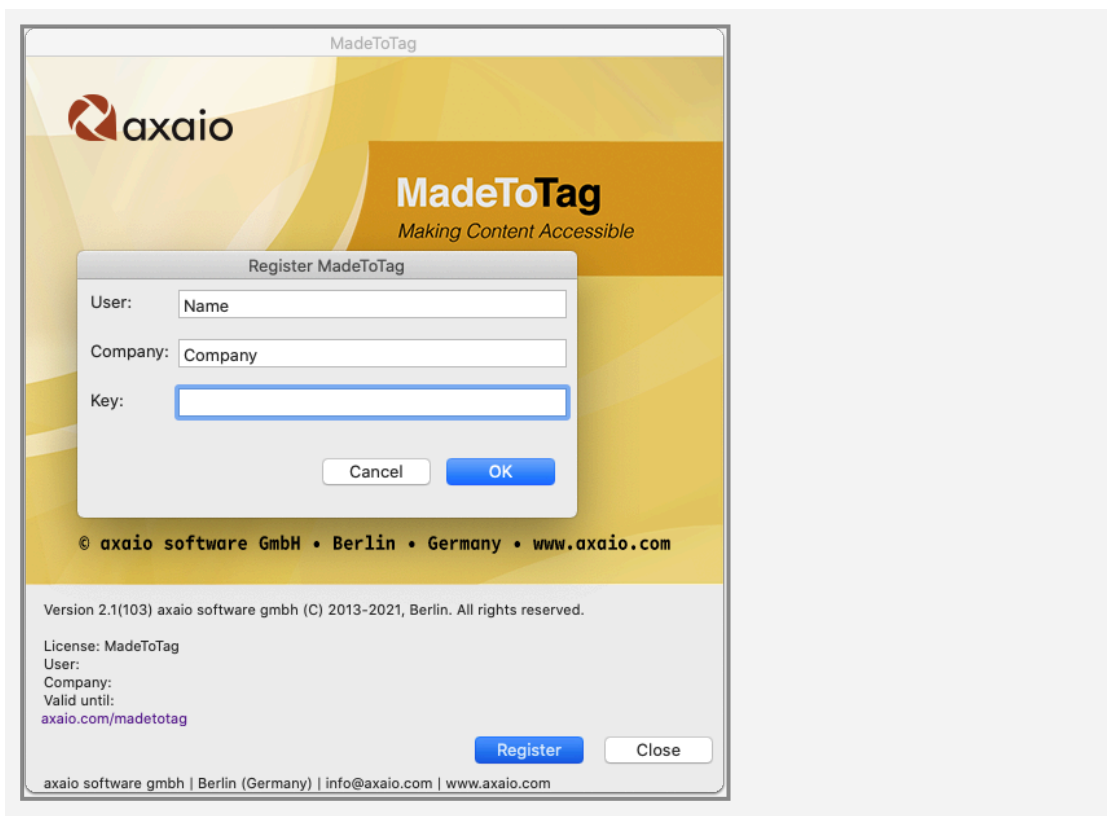 MadeToTag
axaio
MadeToTag
Making Content Accessible
Register MadeToTag
User: Name
Company: Company
Key:
Cancel OK
© axaio software GmbH • Berlin • Germany • www.axaio.com
Version 2.1(103) axaio software gmbh (C) 2013-2021, Berlin. All rights reserved.
License: MadeToTag
User:
Company:
Valid until:
axaio.com/madetotag
Register Close
axaio software gmbh | Berlin (Germany) | info@axaio.com | www.axaio.com